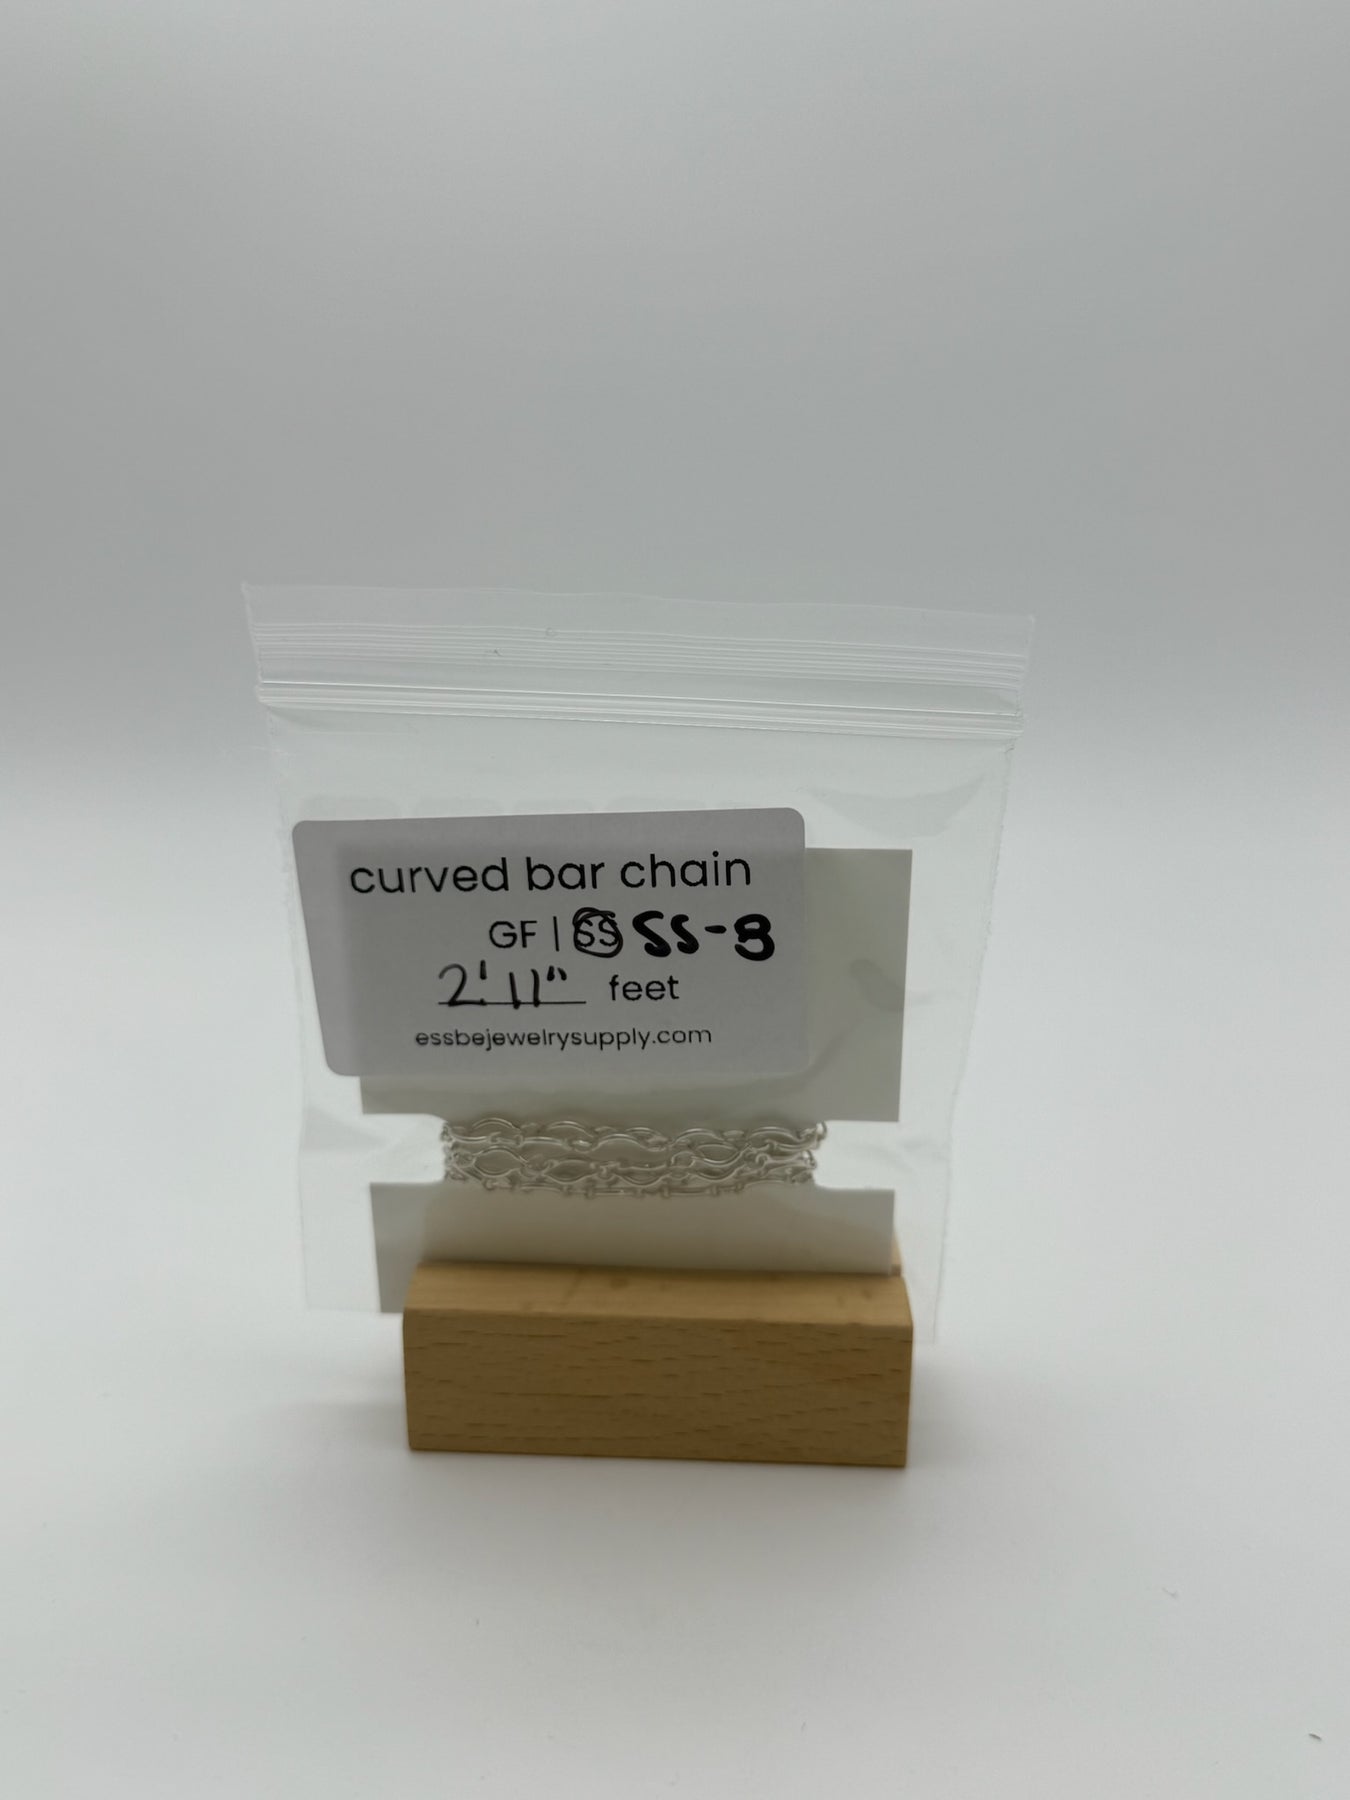 curved bar chain
GF | SS SS-8
2' 11" feet
essbejewelrysupply.com